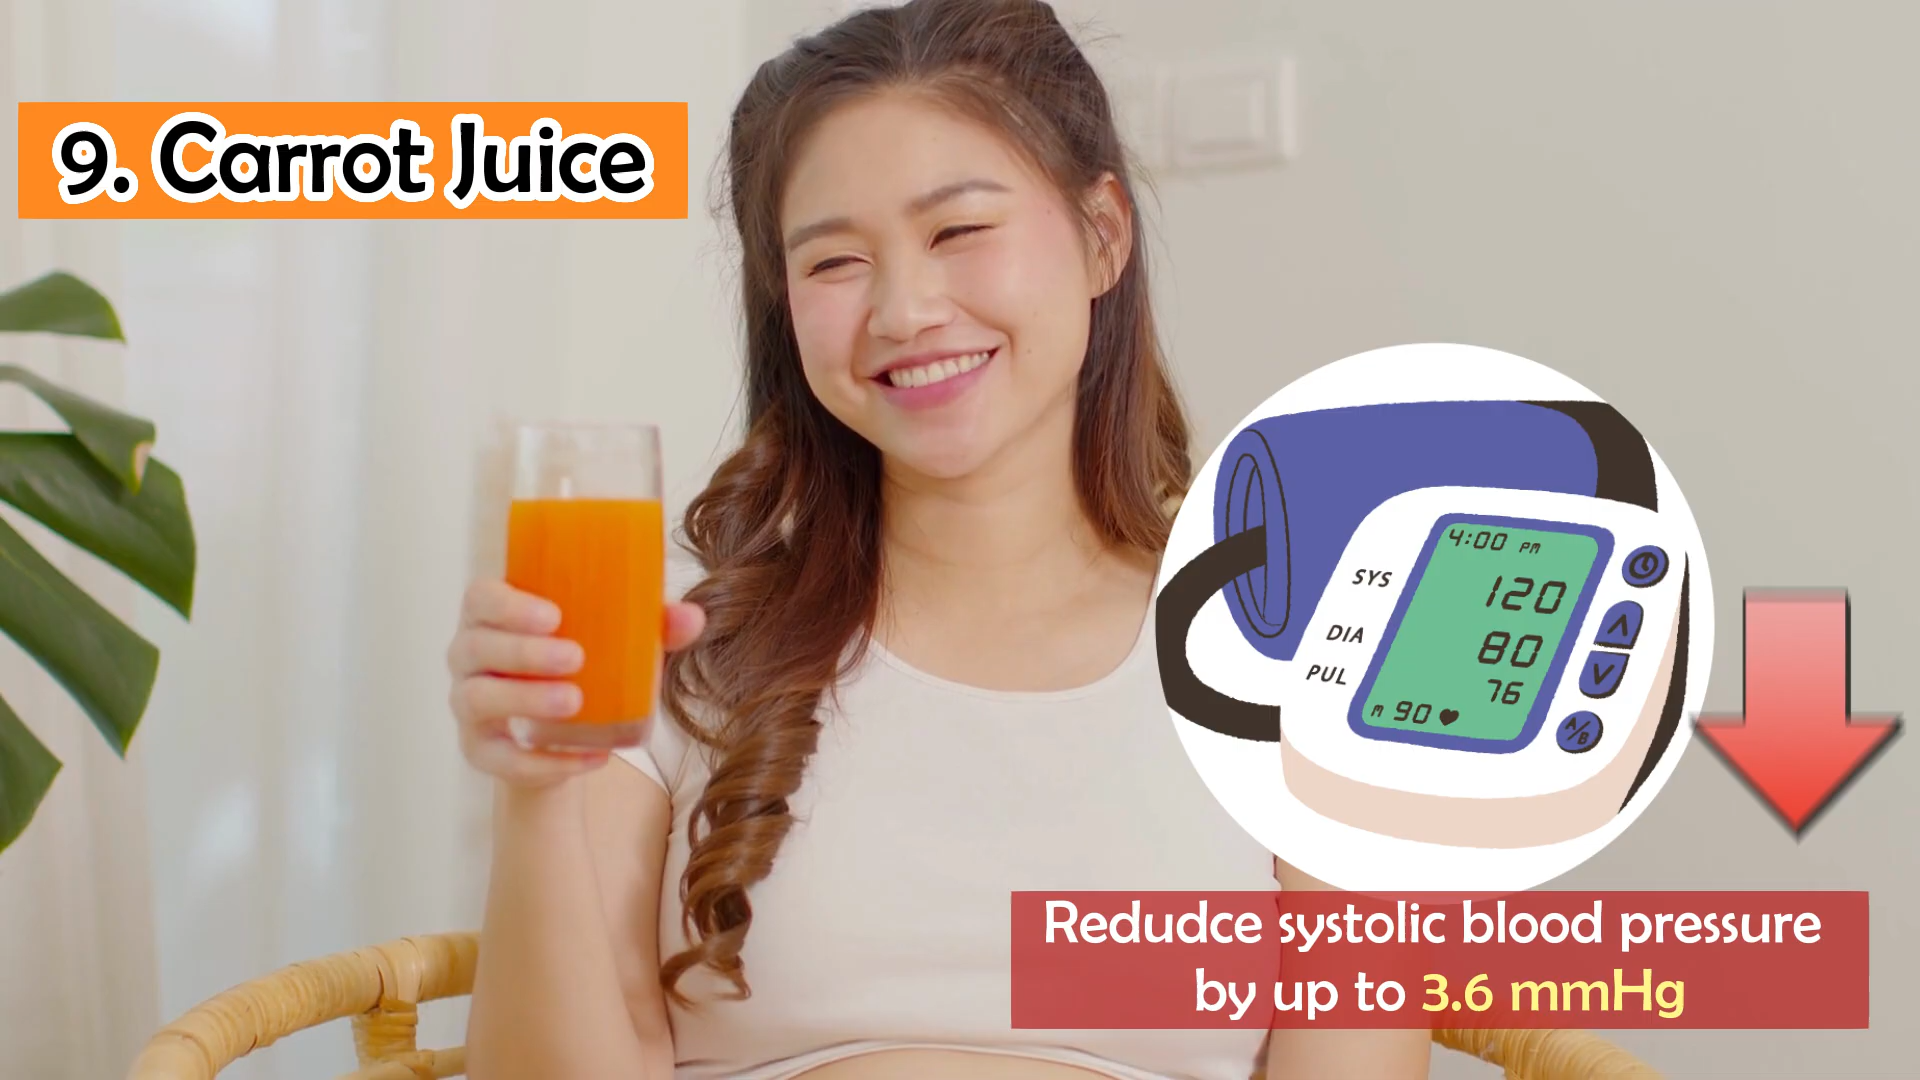 9. Carrot Juice
4:00 PM
SYS 120
DIA 80
PUL 76
m 90
A/B
Redudce systolic blood pressure
by up to 3.6 mmHg